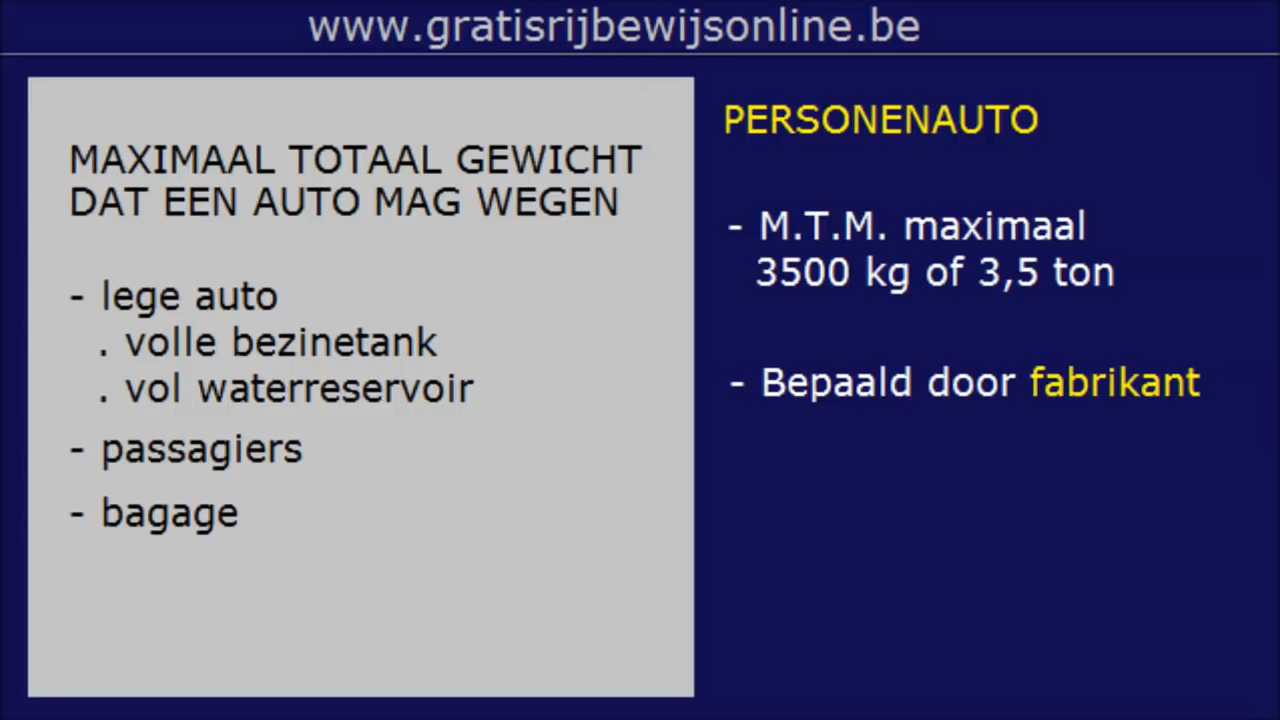 www.gratisrijbewijsonline.be
MAXIMAAL TOTAAL GEWICHT
DAT EEN AUTO MAG WEGEN
- lege auto
. volle bezinetank
. vol waterreservoir
- passagiers
- bagage
PERSONENAUTO
- M.T.M. maximaal
3500 kg of 3,5 ton
- Bepaald door fabrikant